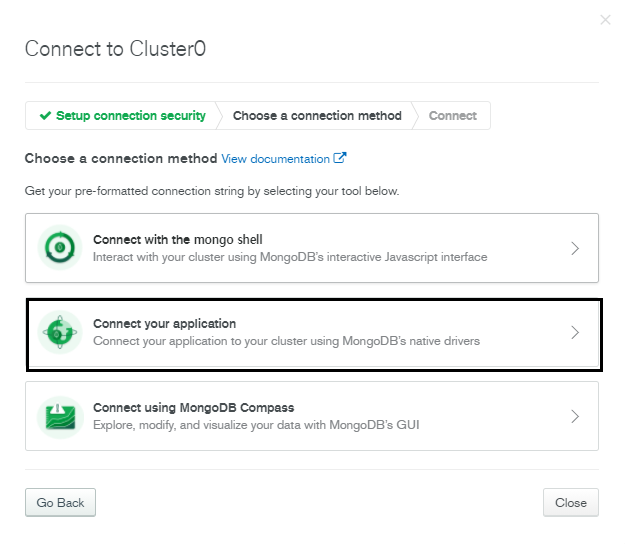 Connect to Cluster0
Setup connection security
Choose a connection method
Connect
Choose a connection method View documentation
Get your pre-formatted connection string by selecting your tool below.
Connect with the mongo shell
Interact with your cluster using MongoDB's interactive Javascript interface
Connect your application
Connect your application to your cluster using MongoDB's native drivers
Connect using MongoDB Compass
Explore, modify, and visualize your data with MongoDB's GUI
Go Back
Close